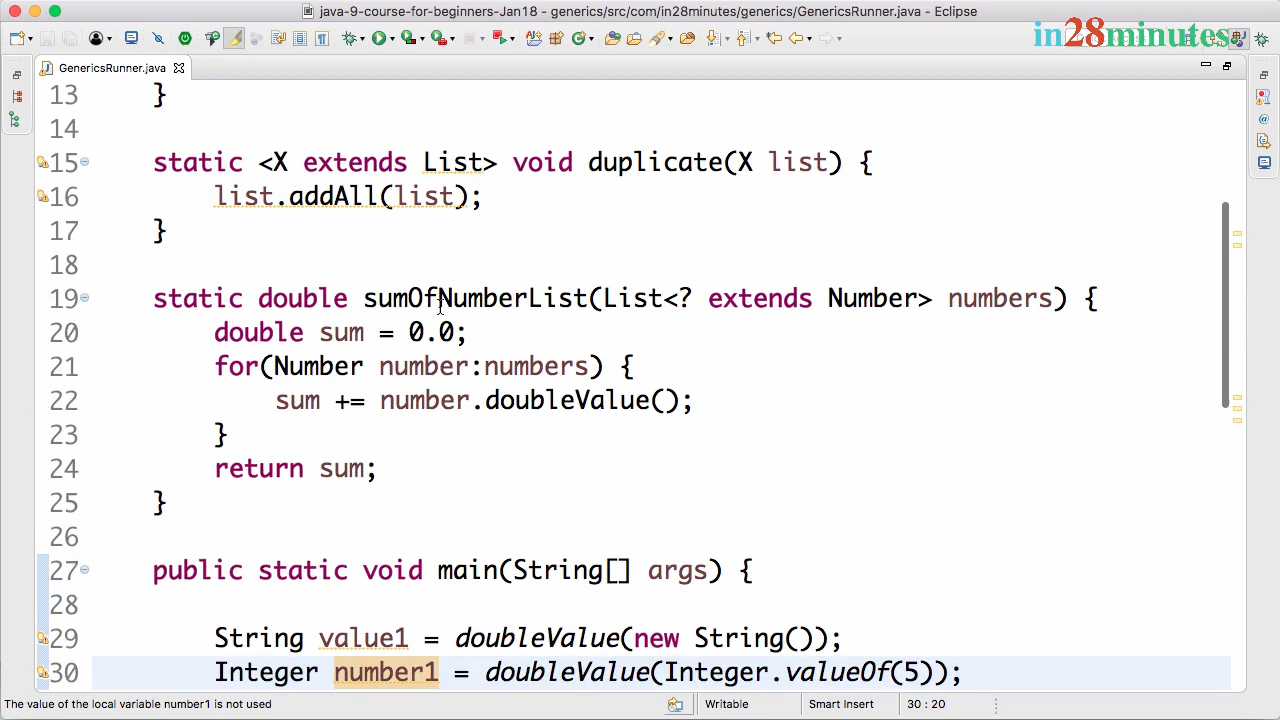 java-9-course-for-beginners-Jan18 - generics/src/com/in28minutes/generics/GenericsRunner.java - Eclipse
in28minutes
GenericsRunner.java
13 }
14
15 static <X extends List> void duplicate(X list) {
16 list.addAll(list);
17 }
18
19 static double sumOfNumberList(List<? extends Number> numbers) {
20 double sum = 0.0;
21 for(Number number:numbers) {
22 sum += number.doubleValue();
23 }
24 return sum;
25 }
26
27 public static void main(String[] args) {
28
29 String value1 = doubleValue(new String());
30 Integer number1 = doubleValue(Integer.valueOf(5));
The value of the local variable number1 is not used
Writable
Smart Insert
30 : 20